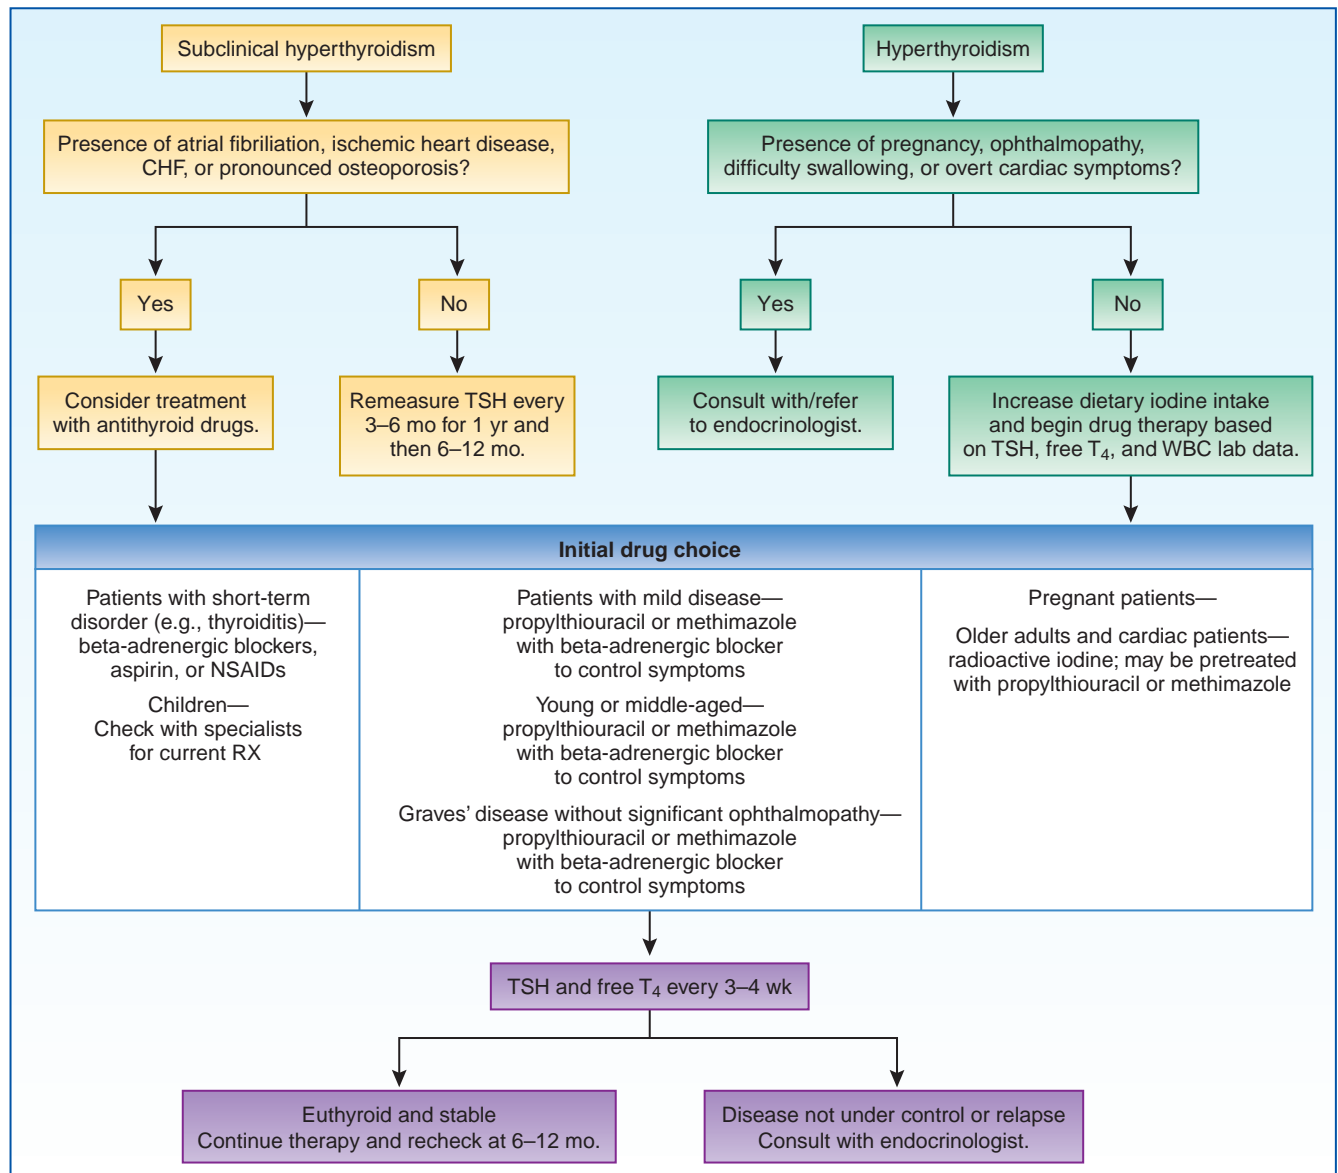 Subclinical hyperthyroidism
Hyperthyroidism
Presence of atrial fibriliation, ischemic heart disease,
CHF, or pronounced osteoporosis?
Presence of pregnancy, ophthalmopathy,
difficulty swallowing, or overt cardiac symptoms?
Yes
No
Yes
No
Consider treatment
with antithyroid drugs.
Remeasure TSH every
3–6 mo for 1 yr and
then 6–12 mo.
Consult with/refer
to endocrinologist.
Increase dietary iodine intake
and begin drug therapy based
on TSH, free T4, and WBC lab data.
Initial drug choice
Patients with short-term
disorder (e.g., thyroiditis)—
beta-adrenergic blockers,
aspirin, or NSAIDs
Children—
Check with specialists
for current RX
Patients with mild disease—
propylthiouracil or methimazole
with beta-adrenergic blocker
to control symptoms
Young or middle-aged—
propylthiouracil or methimazole
with beta-adrenergic blocker
to control symptoms
Graves’ disease without significant ophthalmopathy—
propylthiouracil or methimazole
with beta-adrenergic blocker
to control symptoms
Pregnant patients—
Older adults and cardiac patients—
radioactive iodine; may be pretreated
with propylthiouracil or methimazole
TSH and free T4 every 3–4 wk
Euthyroid and stable
Continue therapy and recheck at 6–12 mo.
Disease not under control or relapse
Consult with endocrinologist.